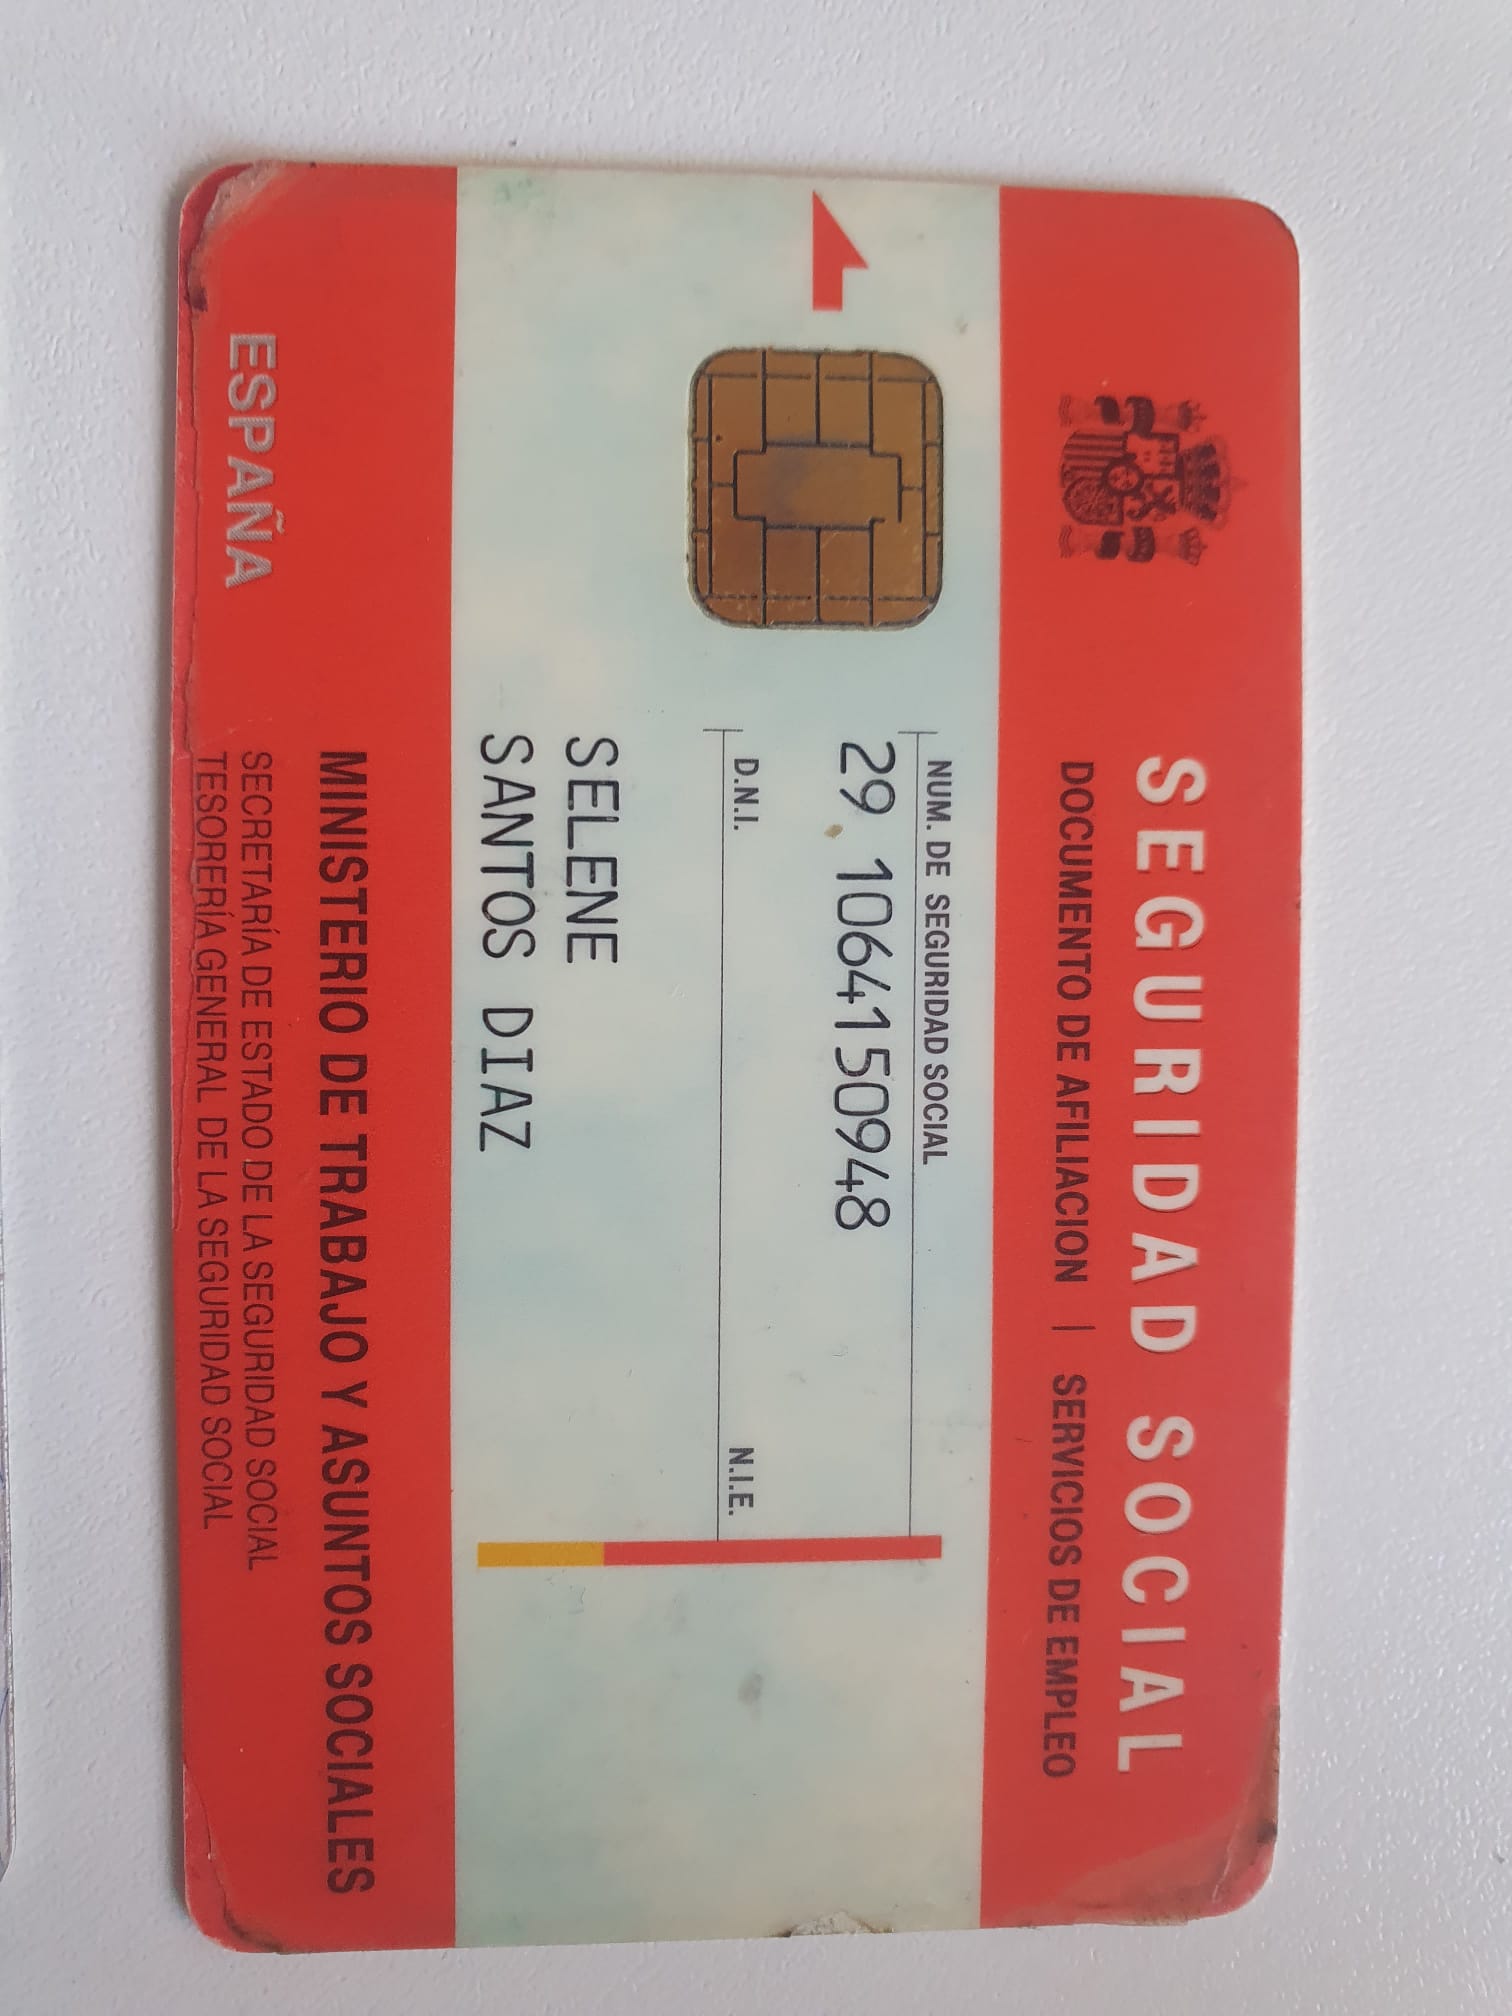 SEGURIDAD SOCIAL
DOCUMENTO DE AFILIACION | SERVICIOS DE EMPLEO
NUM. DE SEGURIDAD SOCIAL
29 1064150948
D.N.I. N.I.E.
SELENE
SANTOS DIAZ
ESPAÑA
MINISTERIO DE TRABAJO Y ASUNTOS SOCIALES
SECRETARÍA DE ESTADO DE LA SEGURIDAD SOCIAL
TESORERÍA GENERAL DE LA SEGURIDAD SOCIAL